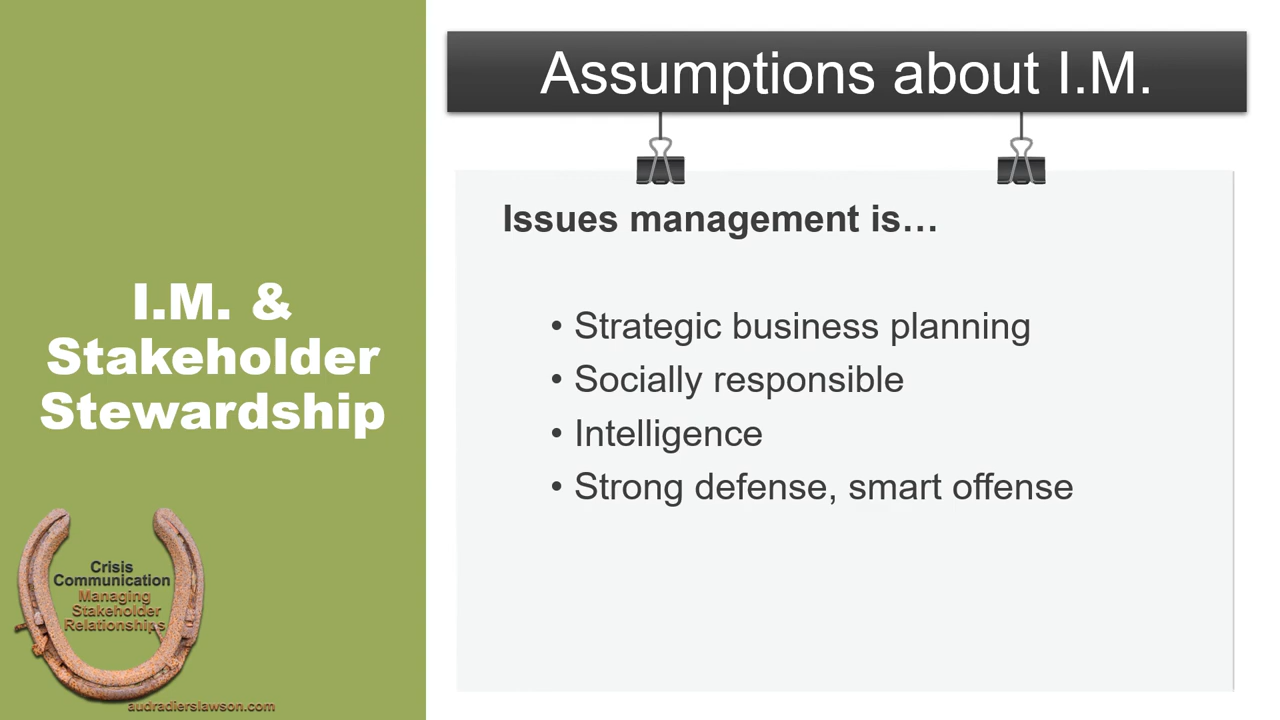 Assumptions about I.M.
Issues management is…
• Strategic business planning
• Socially responsible
• Intelligence
• Strong defense, smart offense
I.M. &
Stakeholder
Stewardship
Crisis
Communication
Managing
Stakeholder
Relationships
audradierslawson.com